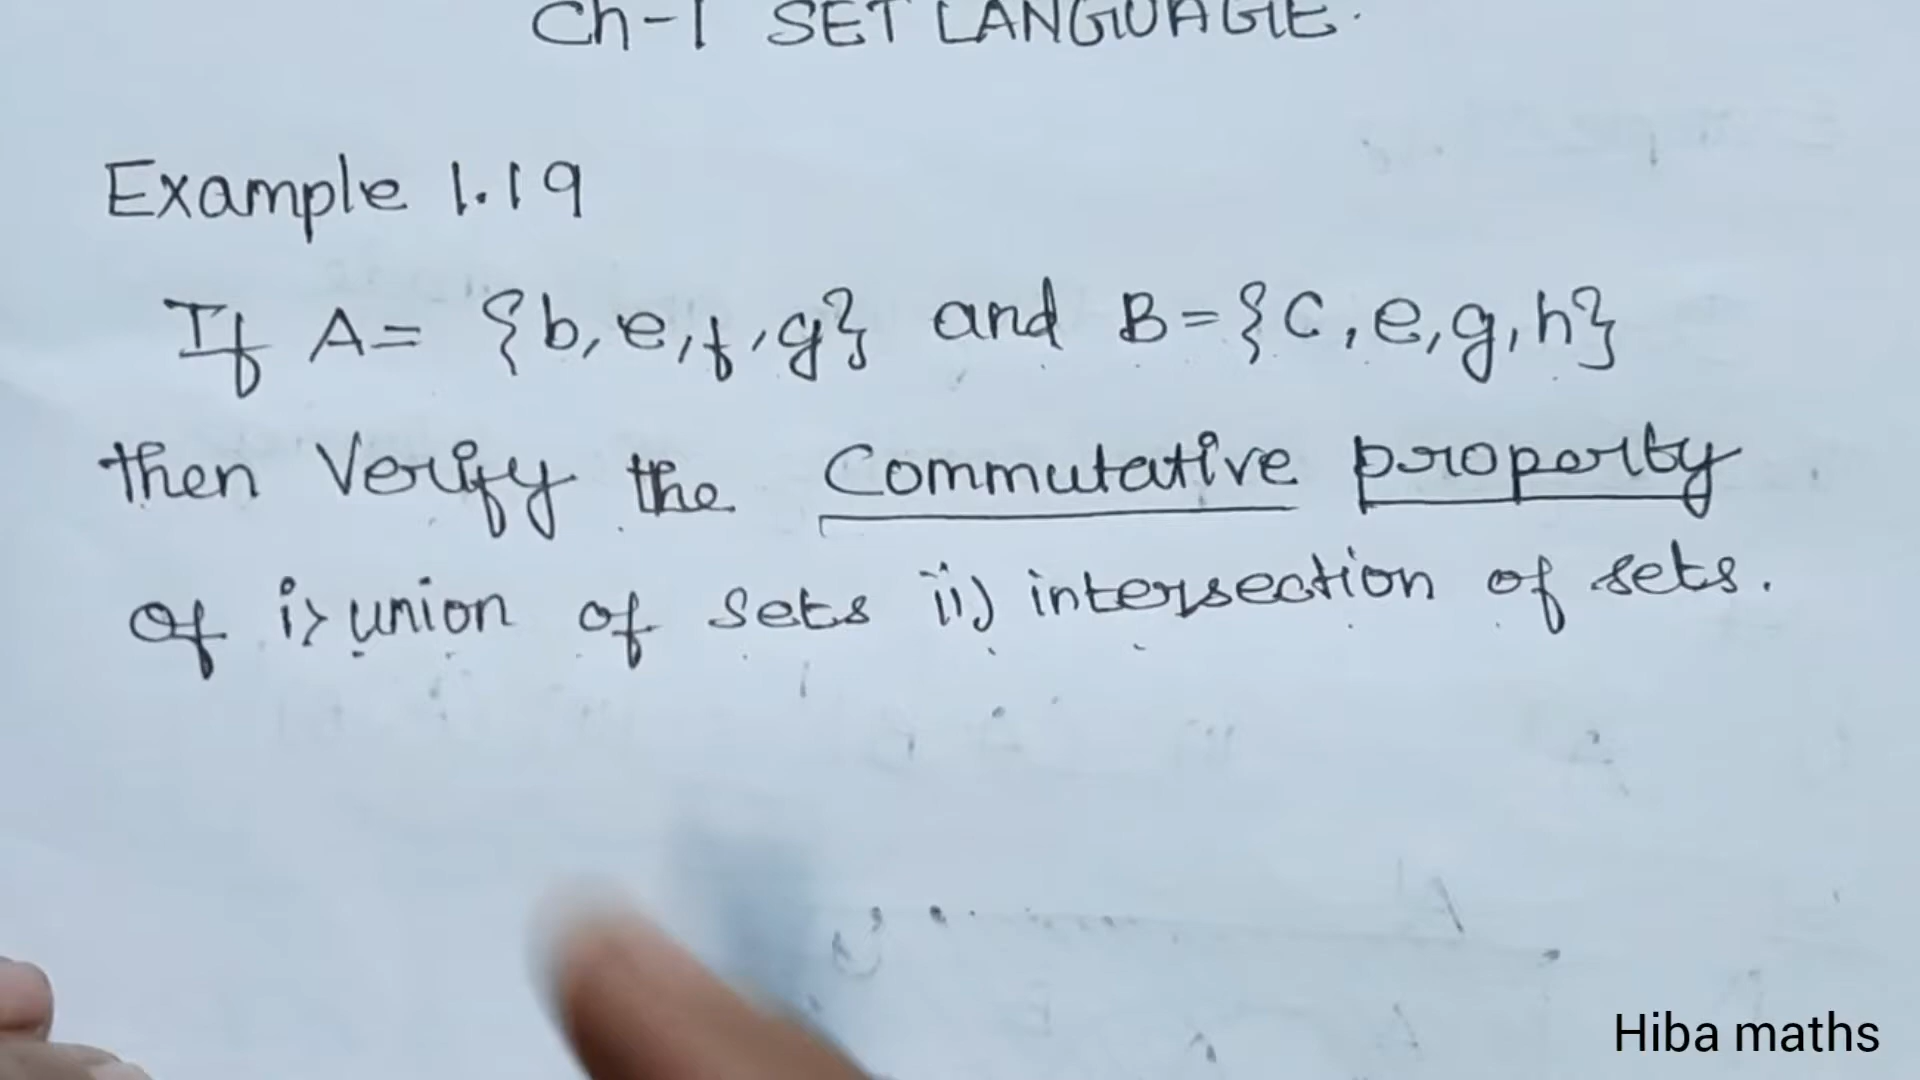 Ch-1 SET LANGUAGE.
Example 1.19
If A = {b, e, f, g} and B = {c, e, g, h}
then Verify the Commutative property
of i) union of sets ii) intersection of sets.
Hiba maths